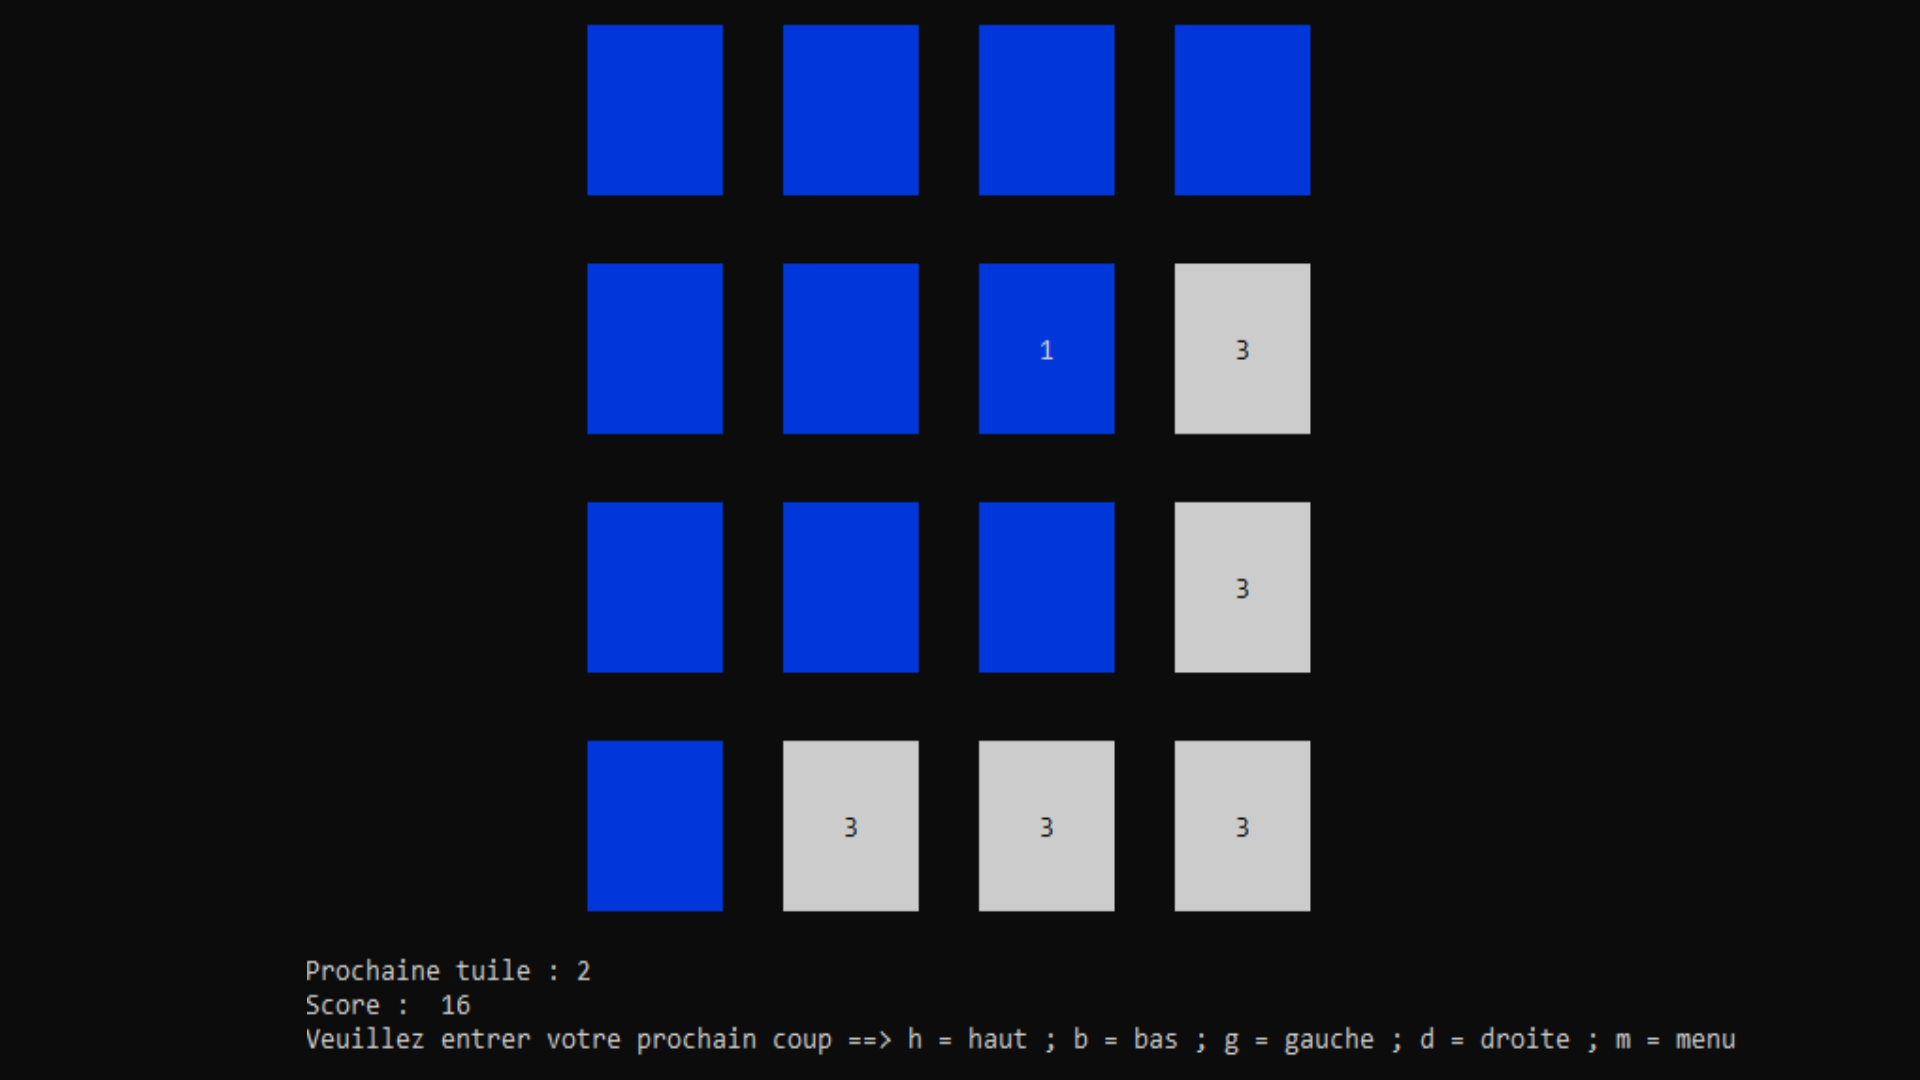 1 3
3
3 3 3
Prochaine tuile : 2
Score :  16
Veuillez entrer votre prochain coup ==> h = haut ; b = bas ; g = gauche ; d = droite ; m = menu